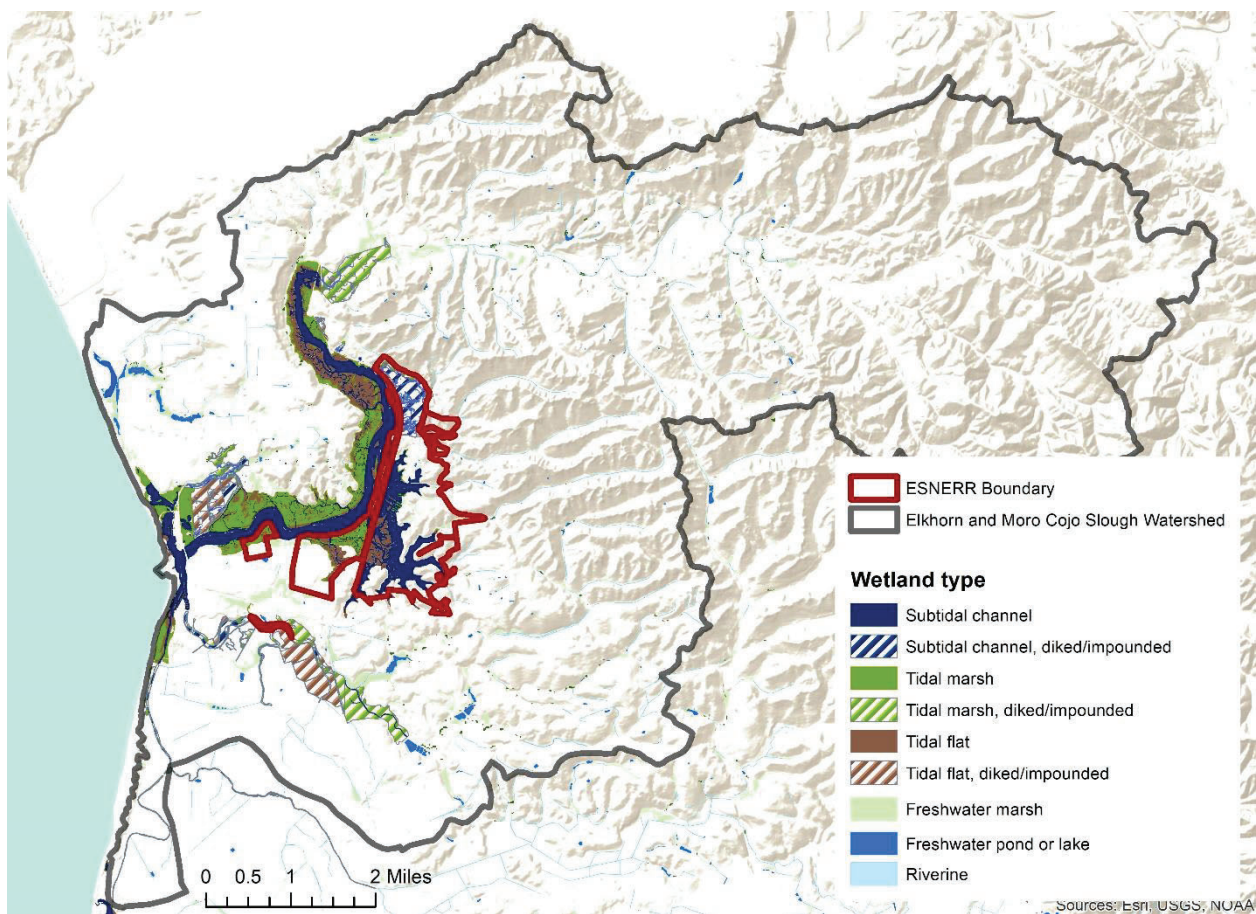 ESNERR Boundary
Elkhorn and Moro Cojo Slough Watershed
Wetland type
Subtidal channel
Subtidal channel, diked/impounded
Tidal marsh
Tidal marsh, diked/impounded
Tidal flat
Tidal flat, diked/impounded
Freshwater marsh
Freshwater pond or lake
Riverine
0 0.5 1 2 Miles
Sources: Esri, USGS, NOAA